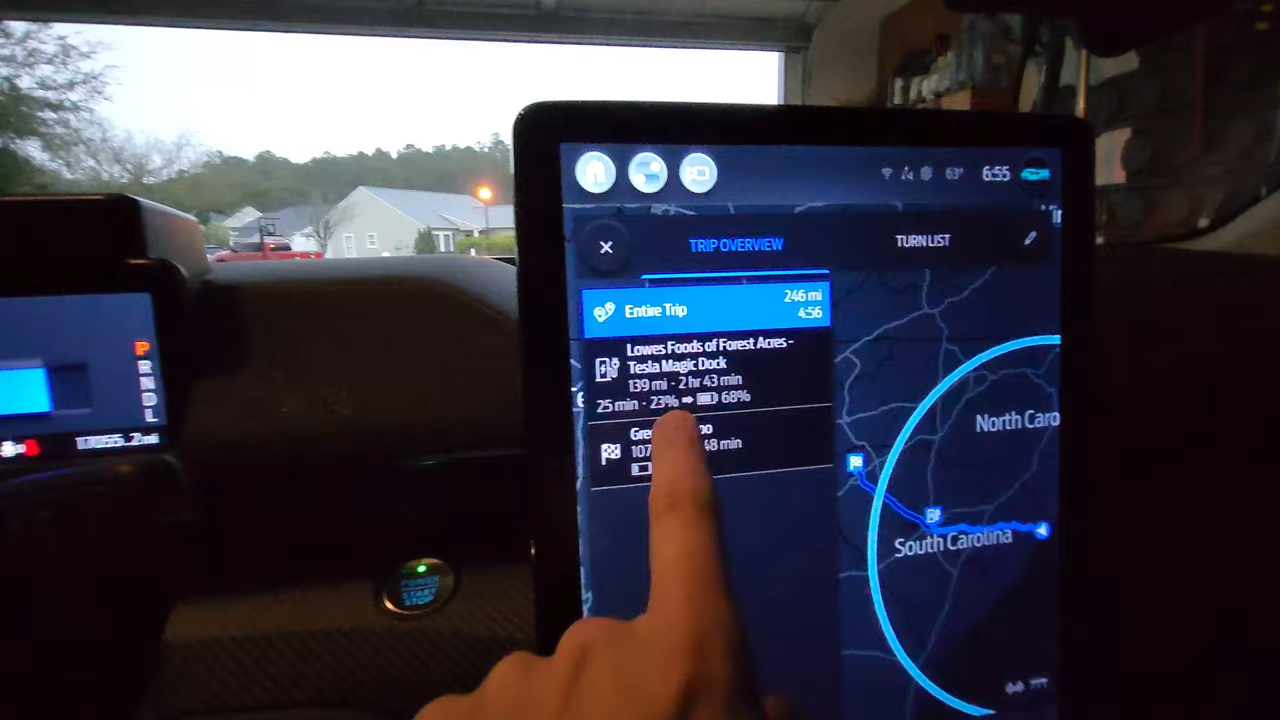 63° 6:55
TRIP OVERVIEW
TURN LIST
Entire Trip
246 mi
4:56
Lowes Foods of Forest Acres -
Tesla Magic Dock
139 mi - 2 hr 43 min
25 min - 23% ➡ 68%
107
48 min
North Caro
South Carolina
P
R
N
D
L
POWER
START
STOP